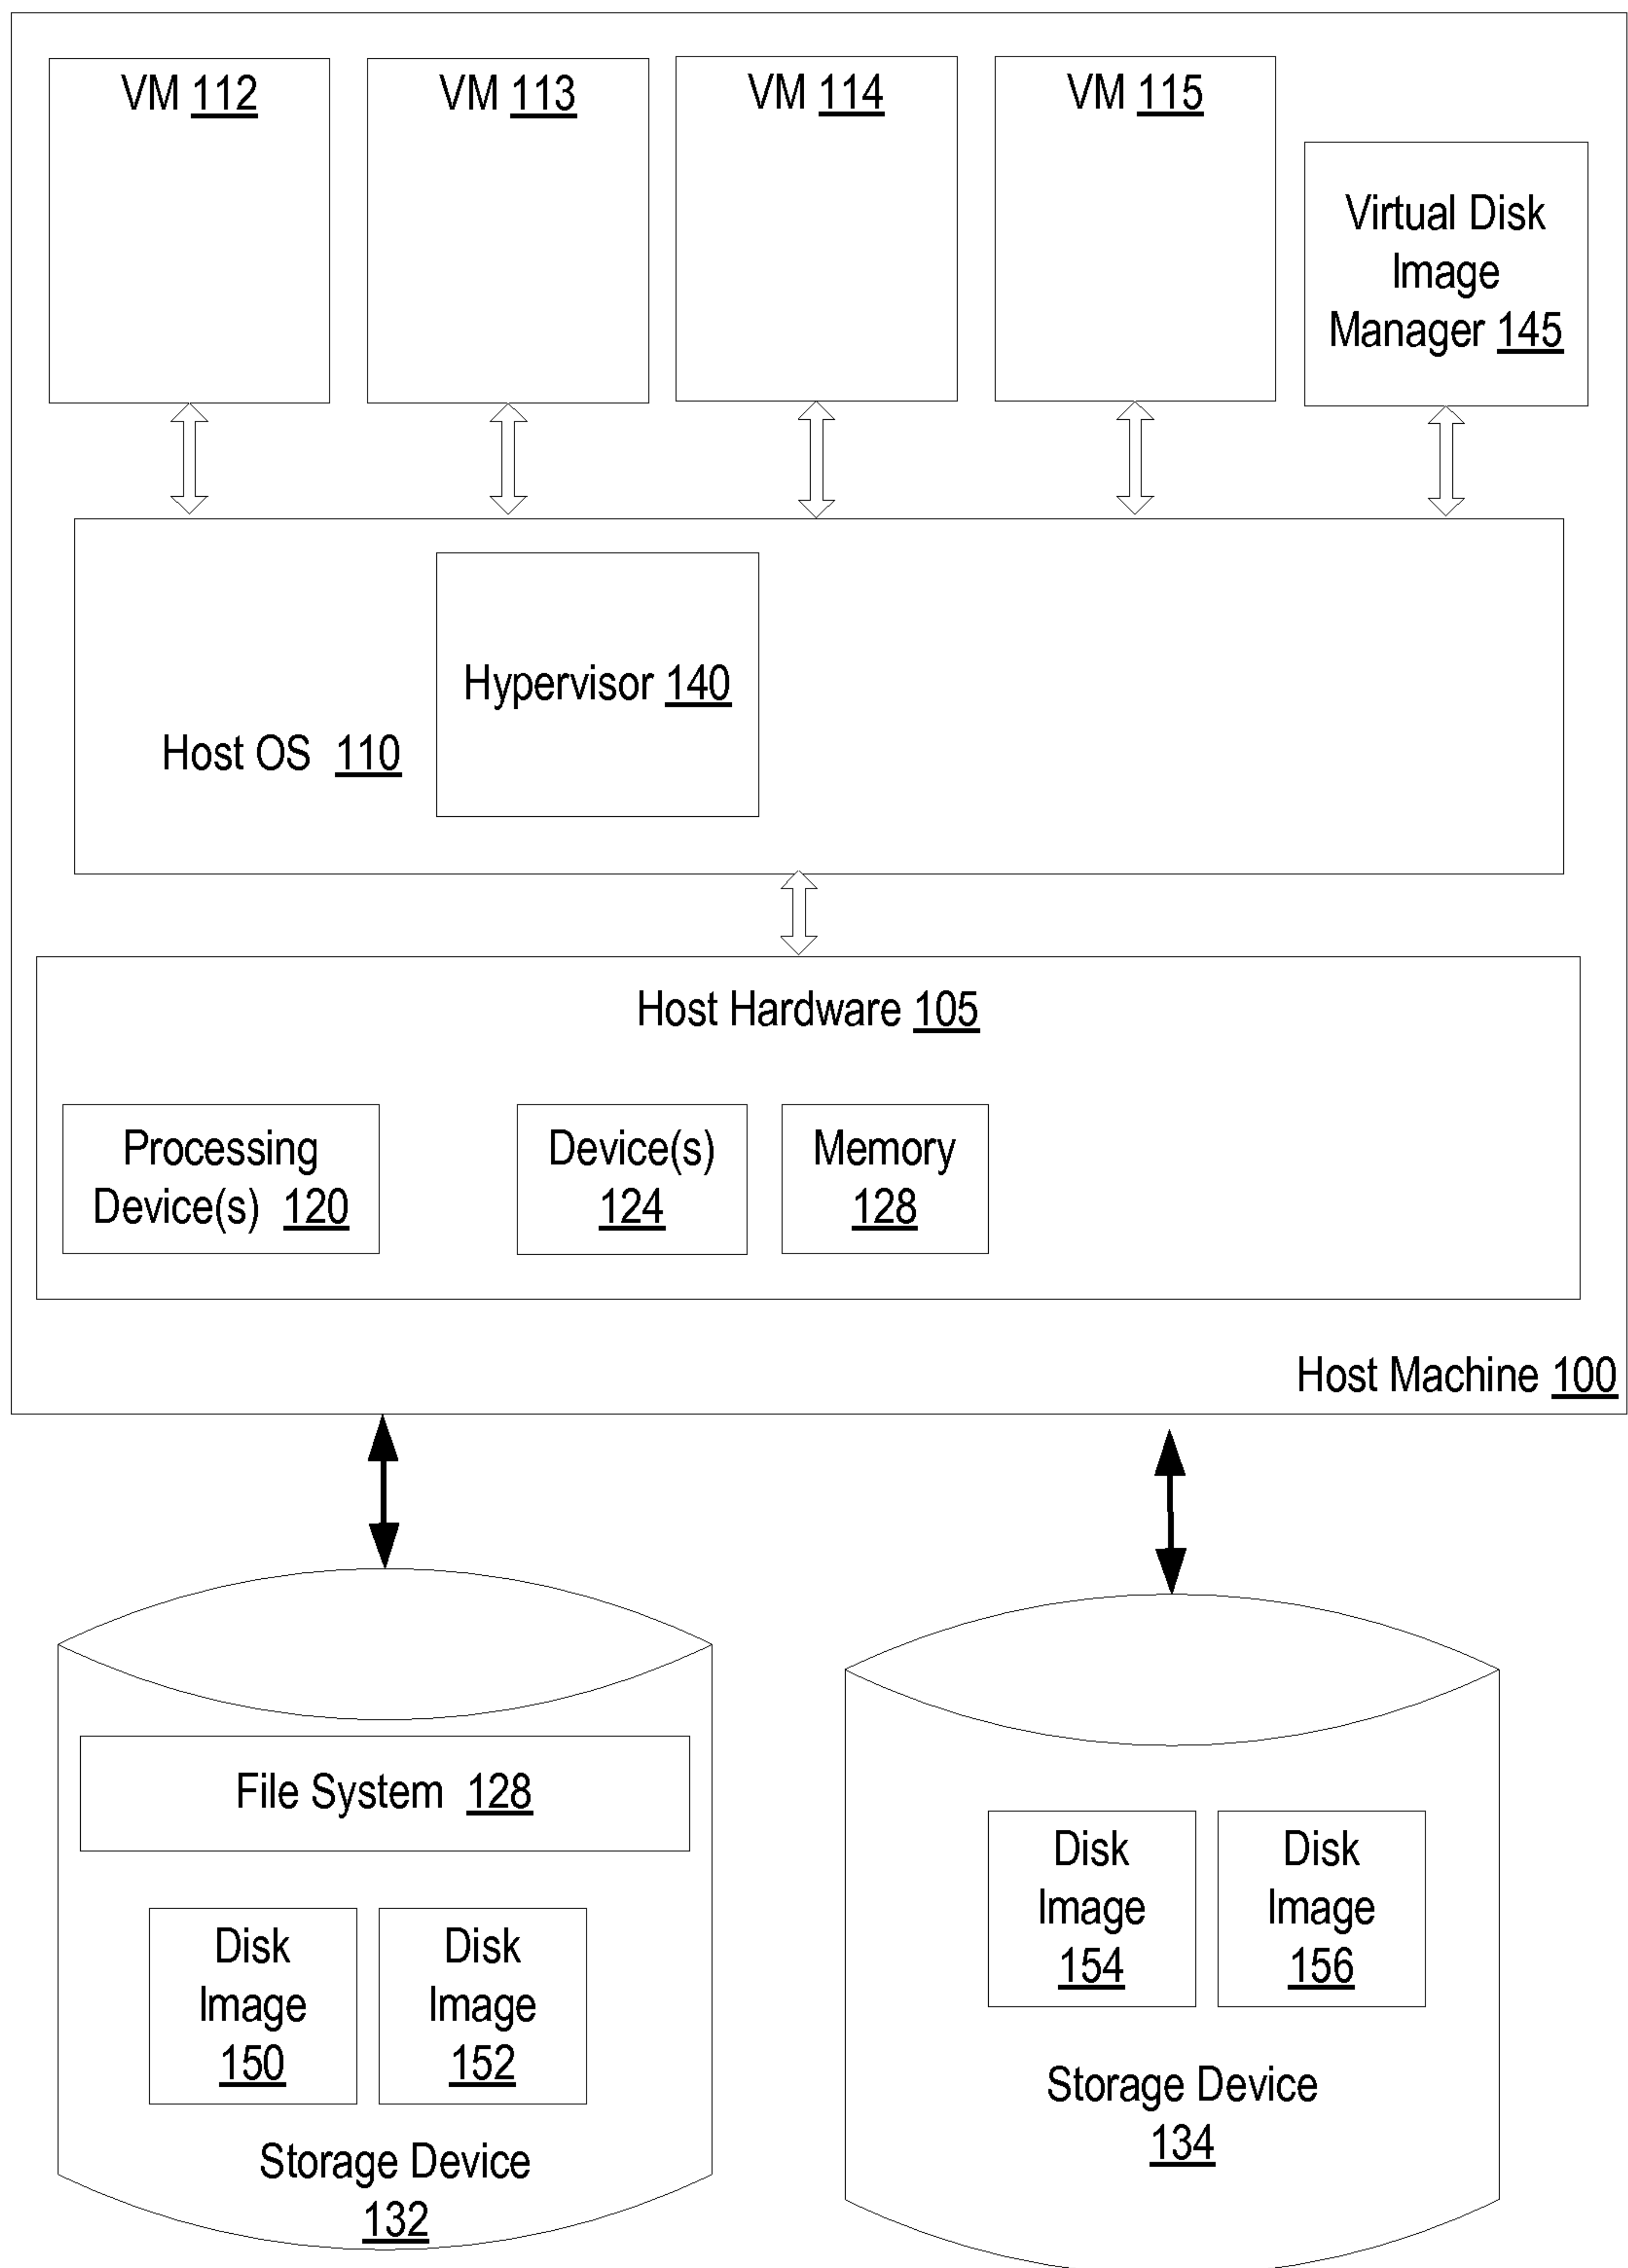 VM 112
VM 113
VM 114
VM 115
Virtual Disk
Image
Manager 145
Hypervisor 140
Host OS 110
Host Hardware 105
Processing
Device(s) 120
Device(s)
124
Memory
128
Host Machine 100
File System 128
Disk
Image
150
Disk
Image
152
Storage Device
132
Disk
Image
154
Disk
Image
156
Storage Device
134